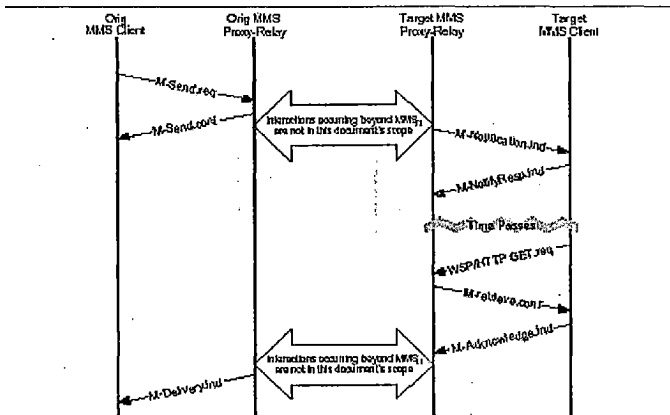 Orig
MMS Client
Orig MMS
Proxy-Relay
Target MMS
Proxy-Relay
Target
MMS Client
M-Send.req
M-Send.conf
Interactions occurring beyond MMSM
are not in this document's scope
M-Notification.ind
M-NotifyResp.ind
Time Passes
WSP/HTTP GET.req
M-retrieve.conf
M-Acknowledge.ind
Interactions occurring beyond MMSM
are not in this document's scope
M-Delivery.ind